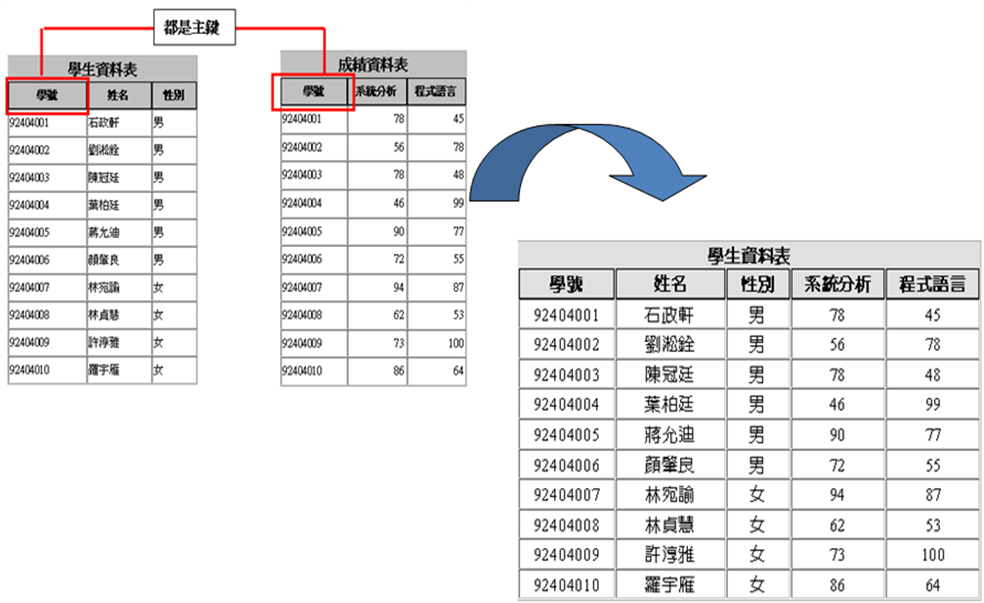 都是主鍵
學生資料表
學號 姓名 性別
92404001 石政軒 男
92404002 劉淞銓 男
92404003 陳冠廷 男
92404004 葉柏廷 男
92404005 蔣允迪 男
92404006 顏肇良 男
92404007 林宛諭 女
92404008 林貞慧 女
92404009 許淳雅 女
92404010 羅宇雁 女
成績資料表
學號 系統分析 程式語言
92404001 78 45
92404002 56 78
92404003 78 48
92404004 46 99
92404005 90 77
92404006 72 55
92404007 94 87
92404008 62 53
92404009 73 100
92404010 86 64
學生資料表
學號 姓名 性別 系統分析 程式語言
92404001 石政軒 男 78 45
92404002 劉淞銓 男 56 78
92404003 陳冠廷 男 78 48
92404004 葉柏廷 男 46 99
92404005 蔣允迪 男 90 77
92404006 顏肇良 男 72 55
92404007 林宛諭 女 94 87
92404008 林貞慧 女 62 53
92404009 許淳雅 女 73 100
92404010 羅宇雁 女 86 64